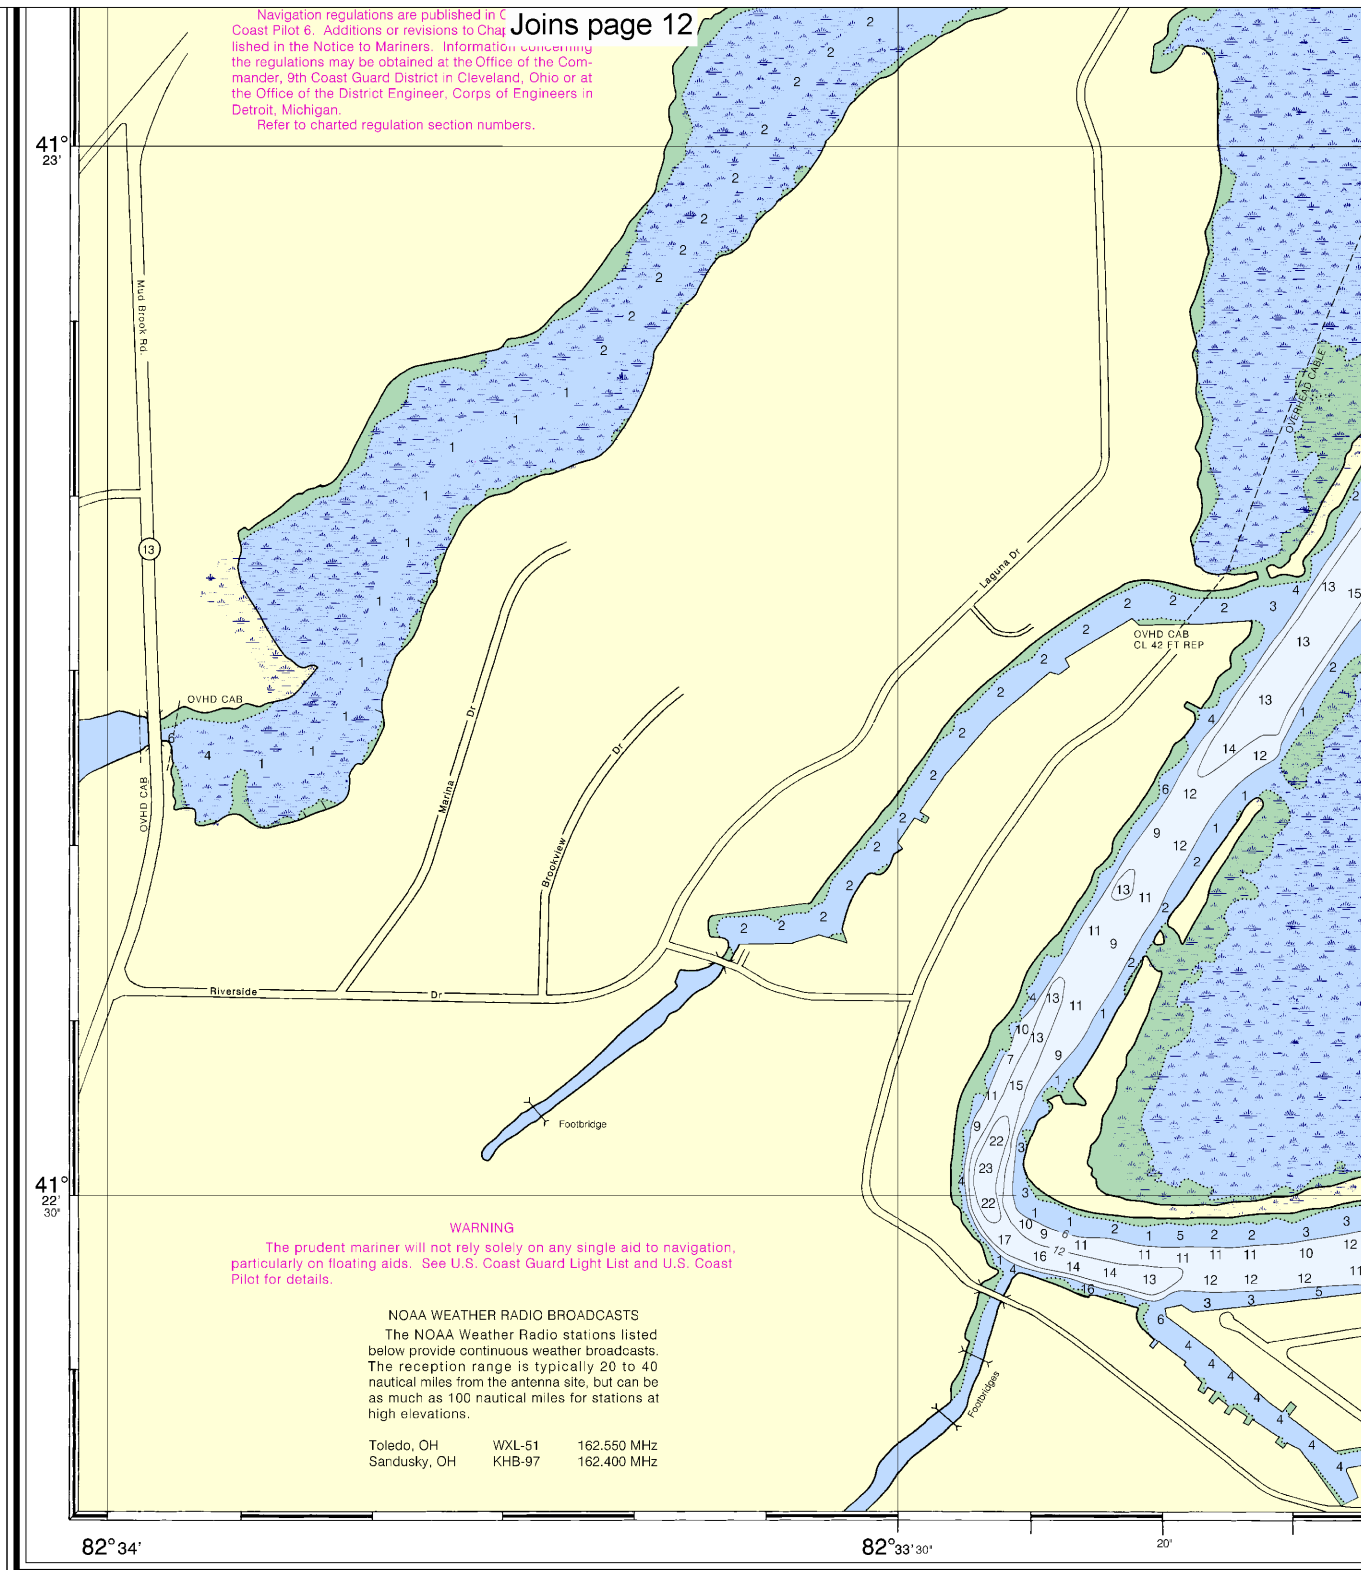 Navigation regulations are published in
Joins page 12
Coast Pilot 6. Additions or revisions to
lished in the Notice to Mariners. Information concerning
the regulations may be obtained at the Office of the Com-
mander, 9th Coast Guard District in Cleveland, Ohio or at
the Office of the District Engineer, Corps of Engineers in
Detroit, Michigan.
Refer to charted regulation section numbers.
41°
23'
Mud Brook Rd.
OVERHEAD CABLE
13
Laguna Dr
OVHD CAB
CL 42 FT REP
OVHD CAB
OVHD CAB
Marina Dr
Brookview Dr
Riverside Dr
Footbridge
41°
22'
30"
WARNING
The prudent mariner will not rely solely on any single aid to navigation,
particularly on floating aids. See U.S. Coast Guard Light List and U.S. Coast
Pilot for details.
NOAA WEATHER RADIO BROADCASTS
The NOAA Weather Radio stations listed
below provide continuous weather broadcasts.
The reception range is typically 20 to 40
nautical miles from the antenna site, but can be
as much as 100 nautical miles for stations at
high elevations.
Toledo, OH WXL-51 162.550 MHz
Sandusky, OH KHB-97 162.400 MHz
Footbridges
82°34'
82°33'30"
20"